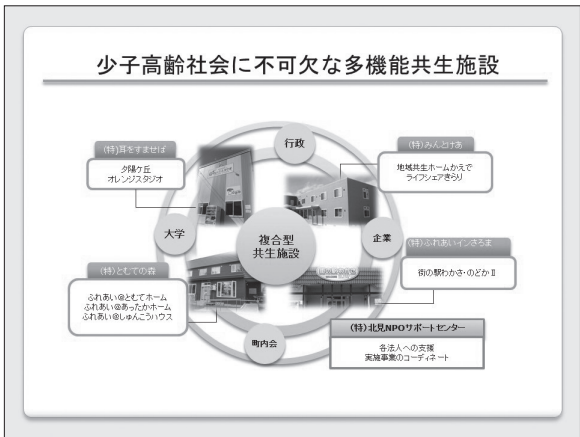 少子高齢社会に不可欠な多機能共生施設
行政
(特)耳をすませば
夕陽ケ丘
オレンジスタジオ
(特)みんとけあ
地域共生ホームかえで
ライフシェアきらり
大学
複合型
共生施設
企業
(特)ふれあいインさろま
街の駅わかさ・のどかⅡ
(特)とむての森
ふれあい@とむてホーム
ふれあい@あったかホーム
ふれあい@しゅんこうハウス
町内会
(特)北見NPOサポートセンター
各法人への支援
実施事業のコーディネート